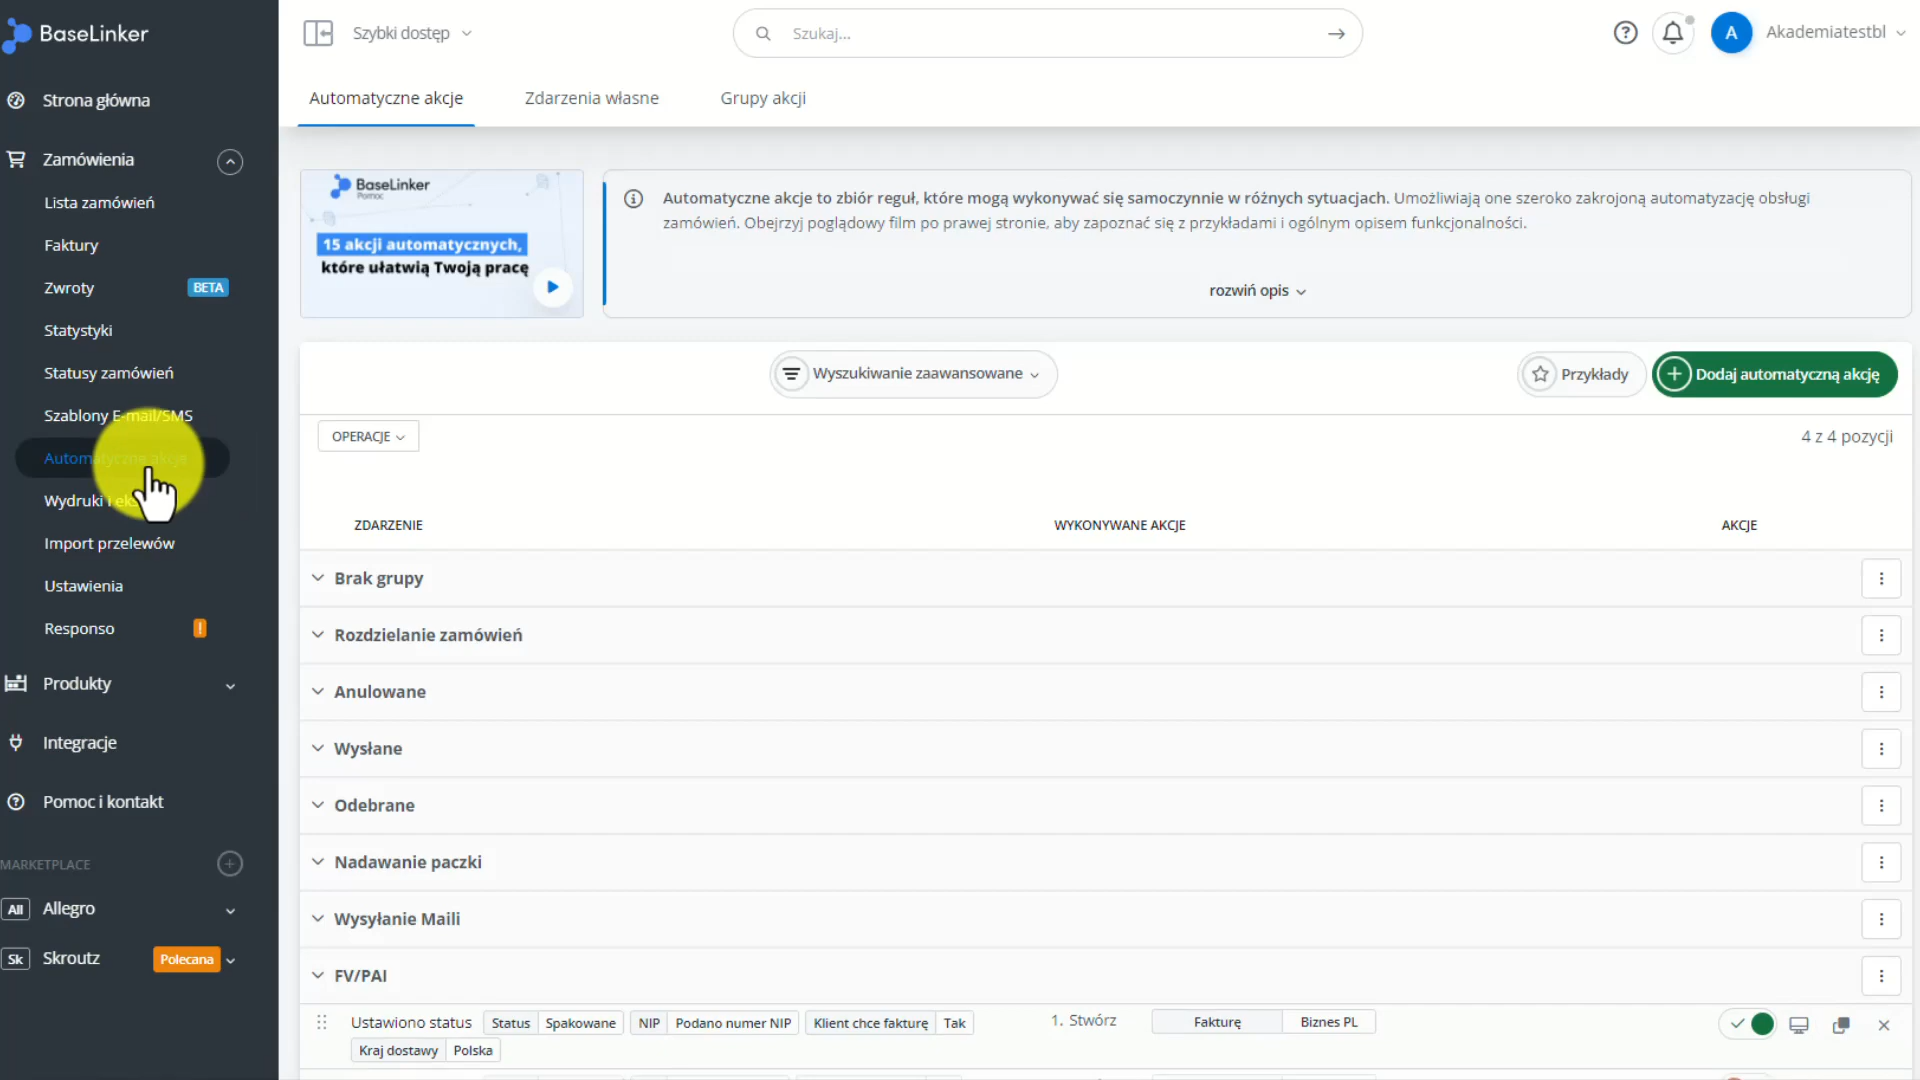 BaseLinker
Szybki dostęp
Szukaj...
A
Akademiatestbl
Strona główna
Zamówienia
Lista zamówień
Faktury
Zwroty
BETA
Statystyki
Statusy zamówień
Szablony E-mail/SMS
Automatyczne akcje
Wydruki i
Import przelewów
Ustawienia
Responso
!
Produkty
Integracje
Pomoc i kontakt
MARKETPLACE
All
Allegro
Sk
Skroutz
Polecana
Automatyczne akcje
Zdarzenia własne
Grupy akcji
BaseLinker
Pomoc
15 akcji automatycznych,
które ułatwią Twoją pracę
Automatyczne akcje to zbiór reguł, które mogą wykonywać się samoczynnie w różnych sytuacjach. Umożliwiają one szeroko zakrojoną automatyzację obsługi
zamówień. Obejrzyj poglądowy film po prawej stronie, aby zapoznać się z przykładami i ogólnym opisem funkcjonalności.
rozwiń opis
Wyszukiwanie zaawansowane
Przykłady
Dodaj automatyczną akcję
OPERACJE
4 z 4 pozycji
ZDARZENIE
WYKONYWANE AKCJE
AKCJE
Brak grupy
Rozdzielanie zamówień
Anulowane
Wysłane
Odebrane
Nadawanie paczki
Wysyłanie Maili
FV/PAI
Ustawiono status Status Spakowane NIP Podano numer NIP Klient chce fakturę Tak
Kraj dostawy Polska
1. Stwórz Fakturę Biznes PL